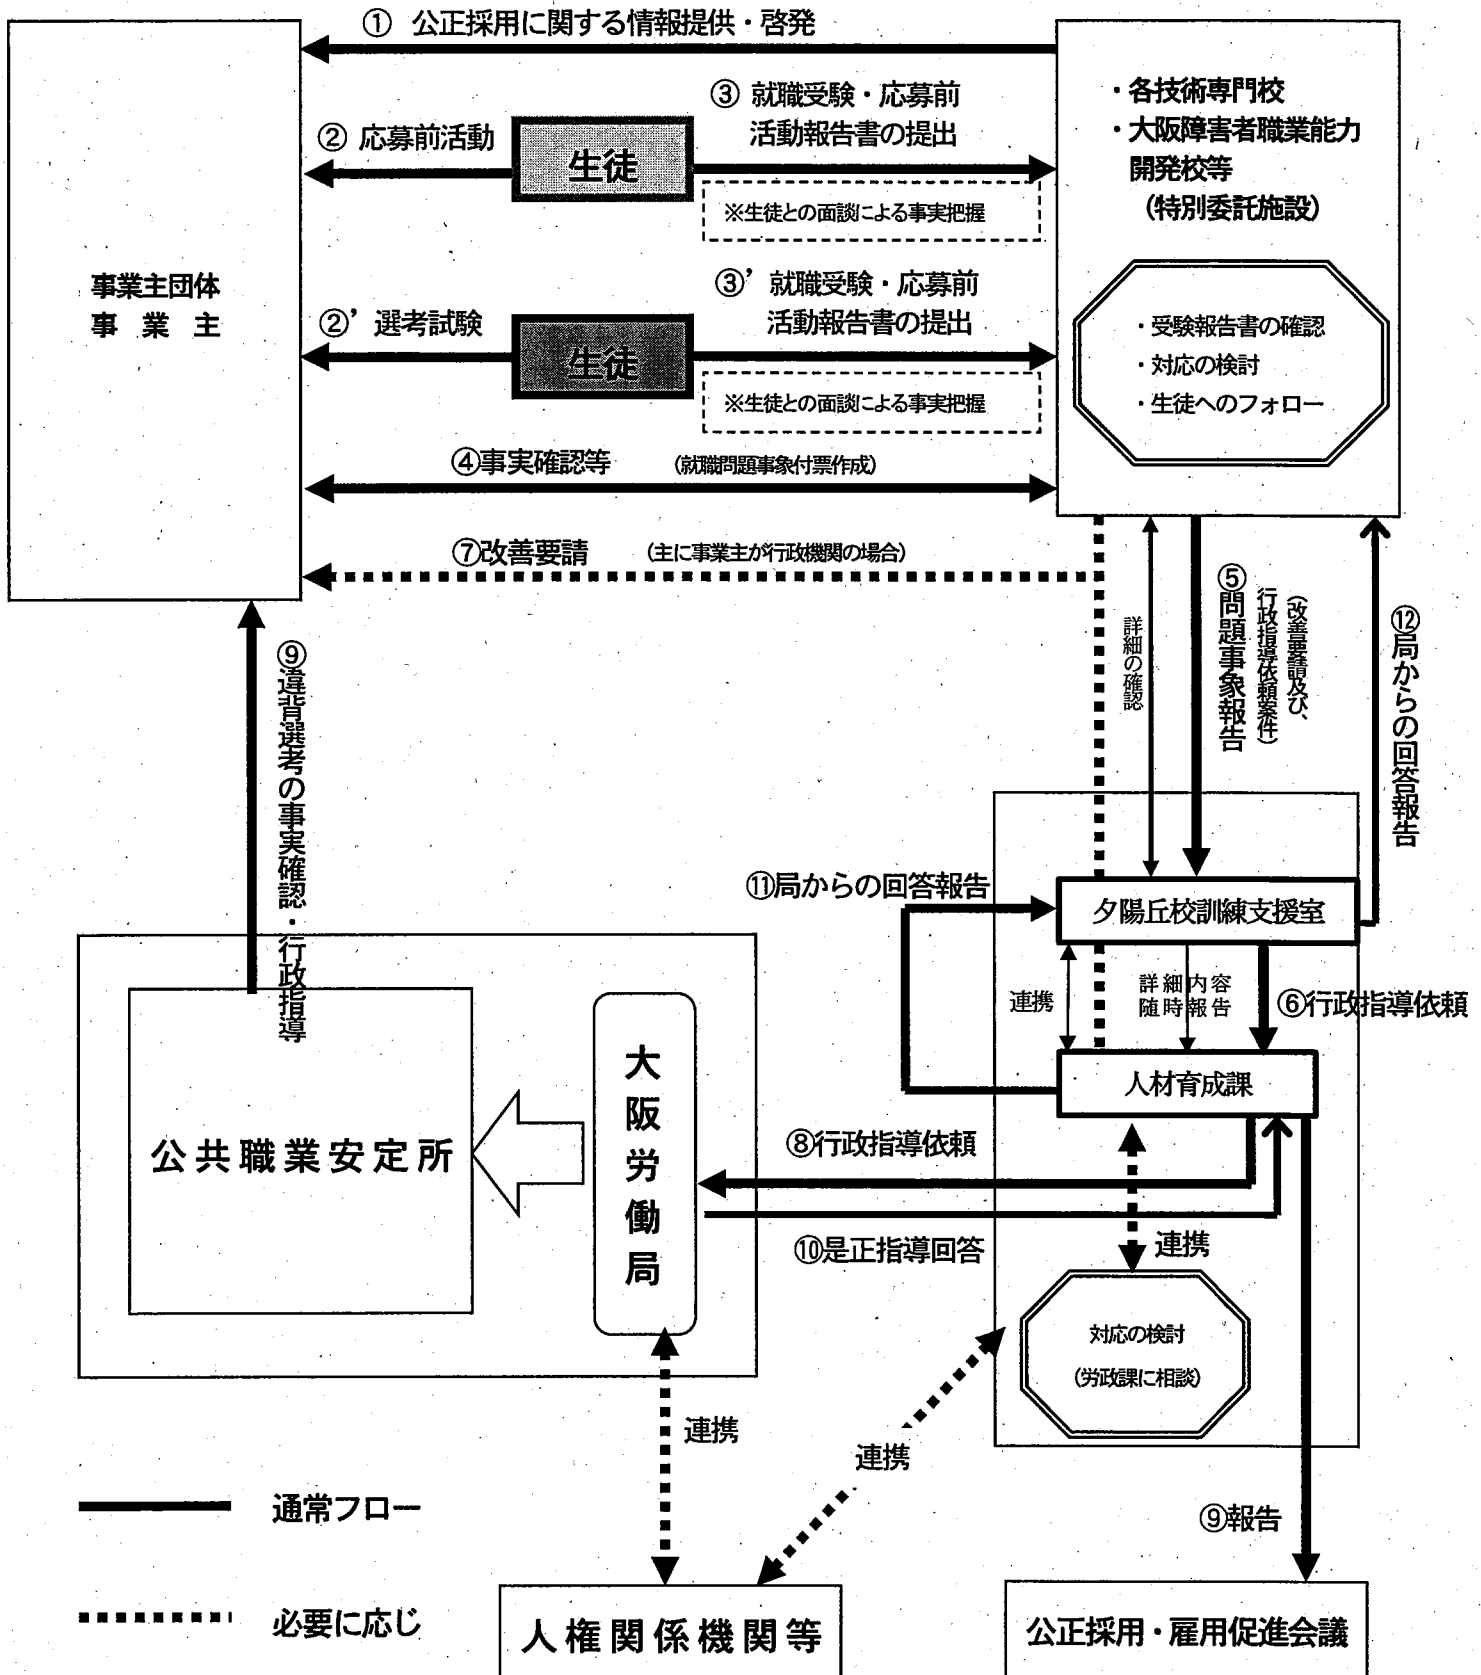 ① 公正採用に関する情報提供・啓発
・各技術専門校
・大阪障害者職業能力
開発校等
(特別委託施設)
② 応募前活動
生徒
③ 就職受験・応募前
活動報告書の提出
※生徒との面談による事実把握
事業主団体
事 業 主
②’ 選考試験
生徒
③’ 就職受験・応募前
活動報告書の提出
※生徒との面談による事実把握
・受験報告書の確認
・対応の検討
・生徒へのフォロー
④事実確認等 (就職問題事象付票作成)
⑦改善要請 (主に事業主が行政機関の場合)
詳細の確認
⑤問題事象報告
(改善要請及び、
行政指導依頼案件)
⑫局からの回答報告
⑨違背選考の事実確認・行政指導
⑪局からの回答報告
夕陽丘校訓練支援室
連携
詳細内容
随時報告
⑥行政指導依頼
人材育成課
公共職業安定所
大阪労働局
⑧行政指導依頼
⑩是正指導回答
連携
対応の検討
(労政課に相談)
連携
連携
通常フロー
⑨報告
必要に応じ
人権関係機関等
公正採用・雇用促進会議